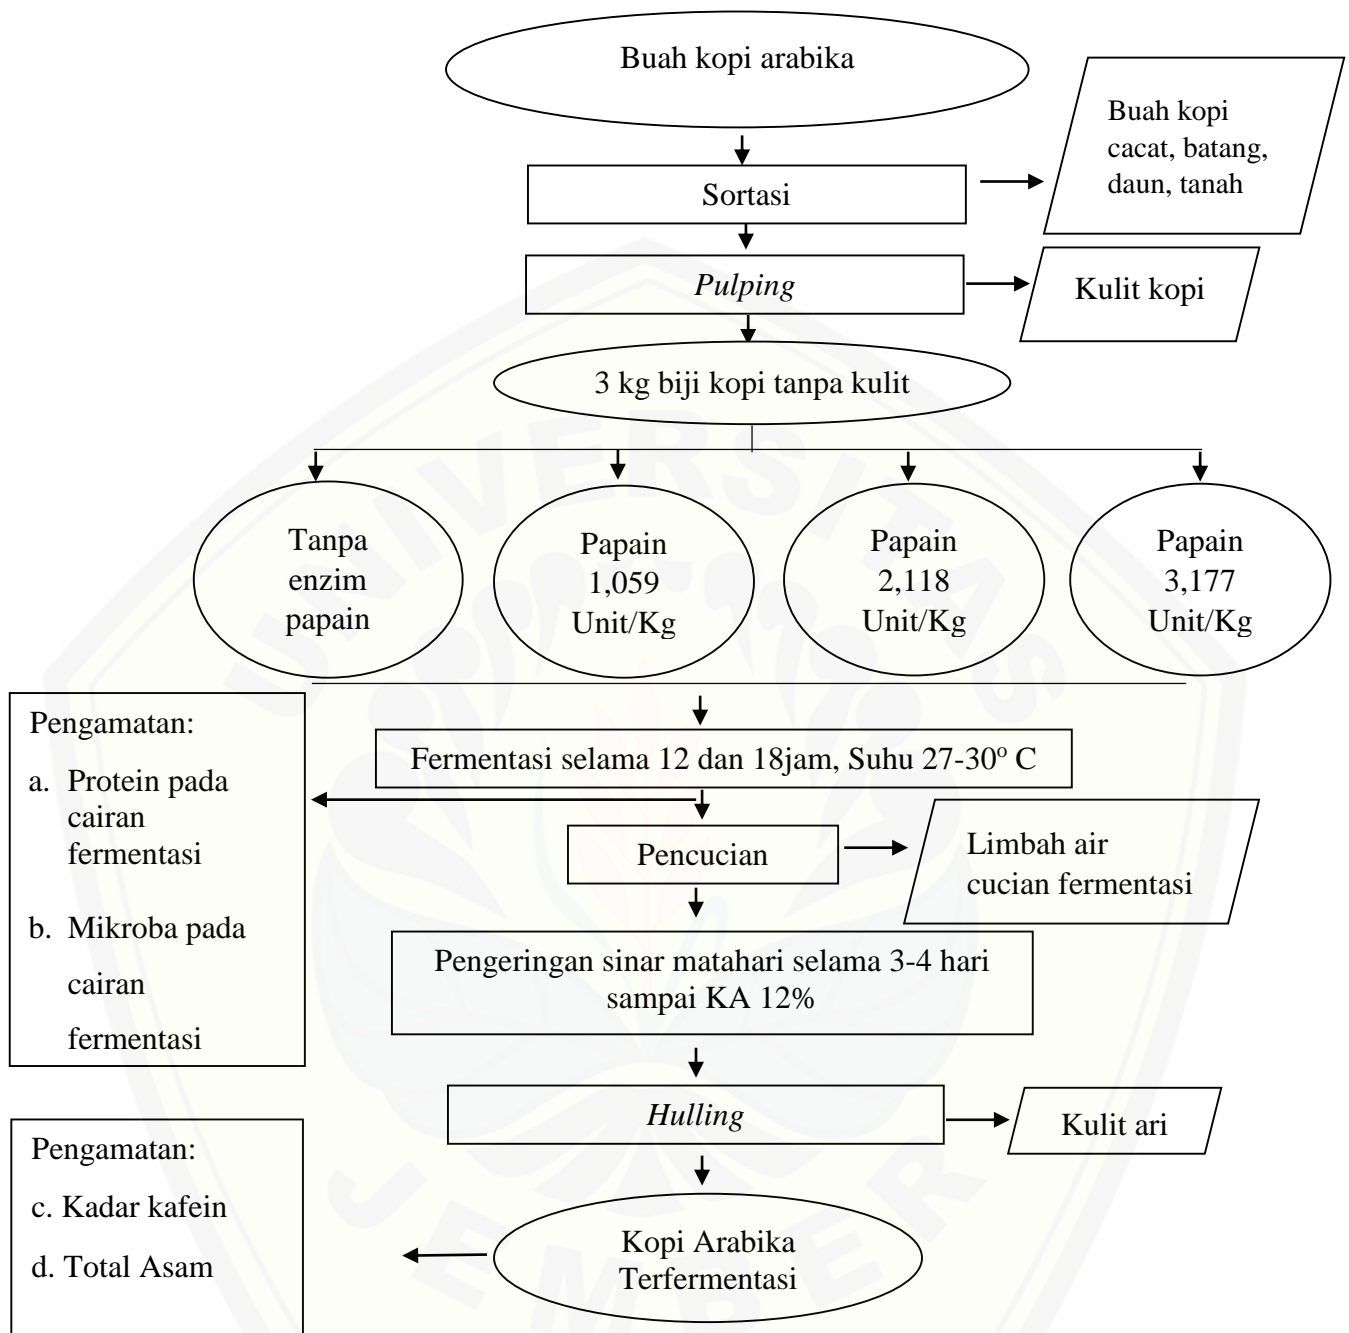 Buah kopi arabika
Buah kopi
cacat, batang,
daun, tanah
Sortasi
Pulping
Kulit kopi
3 kg biji kopi tanpa kulit
Tanpa
enzim
papain
Papain
1,059
Unit/Kg
Papain
2,118
Unit/Kg
Papain
3,177
Unit/Kg
Pengamatan:
a. Protein pada
cairan
fermentasi
b. Mikroba pada
cairan
fermentasi
Fermentasi selama 12 dan 18jam, Suhu 27-30° C
Pencucian
Limbah air
cucian fermentasi
Pengeringan sinar matahari selama 3-4 hari
sampai KA 12%
Hulling
Kulit ari
Pengamatan:
c. Kadar kafein
d. Total Asam
Kopi Arabika
Terfermentasi
UNIVERSITAS
JEMBER